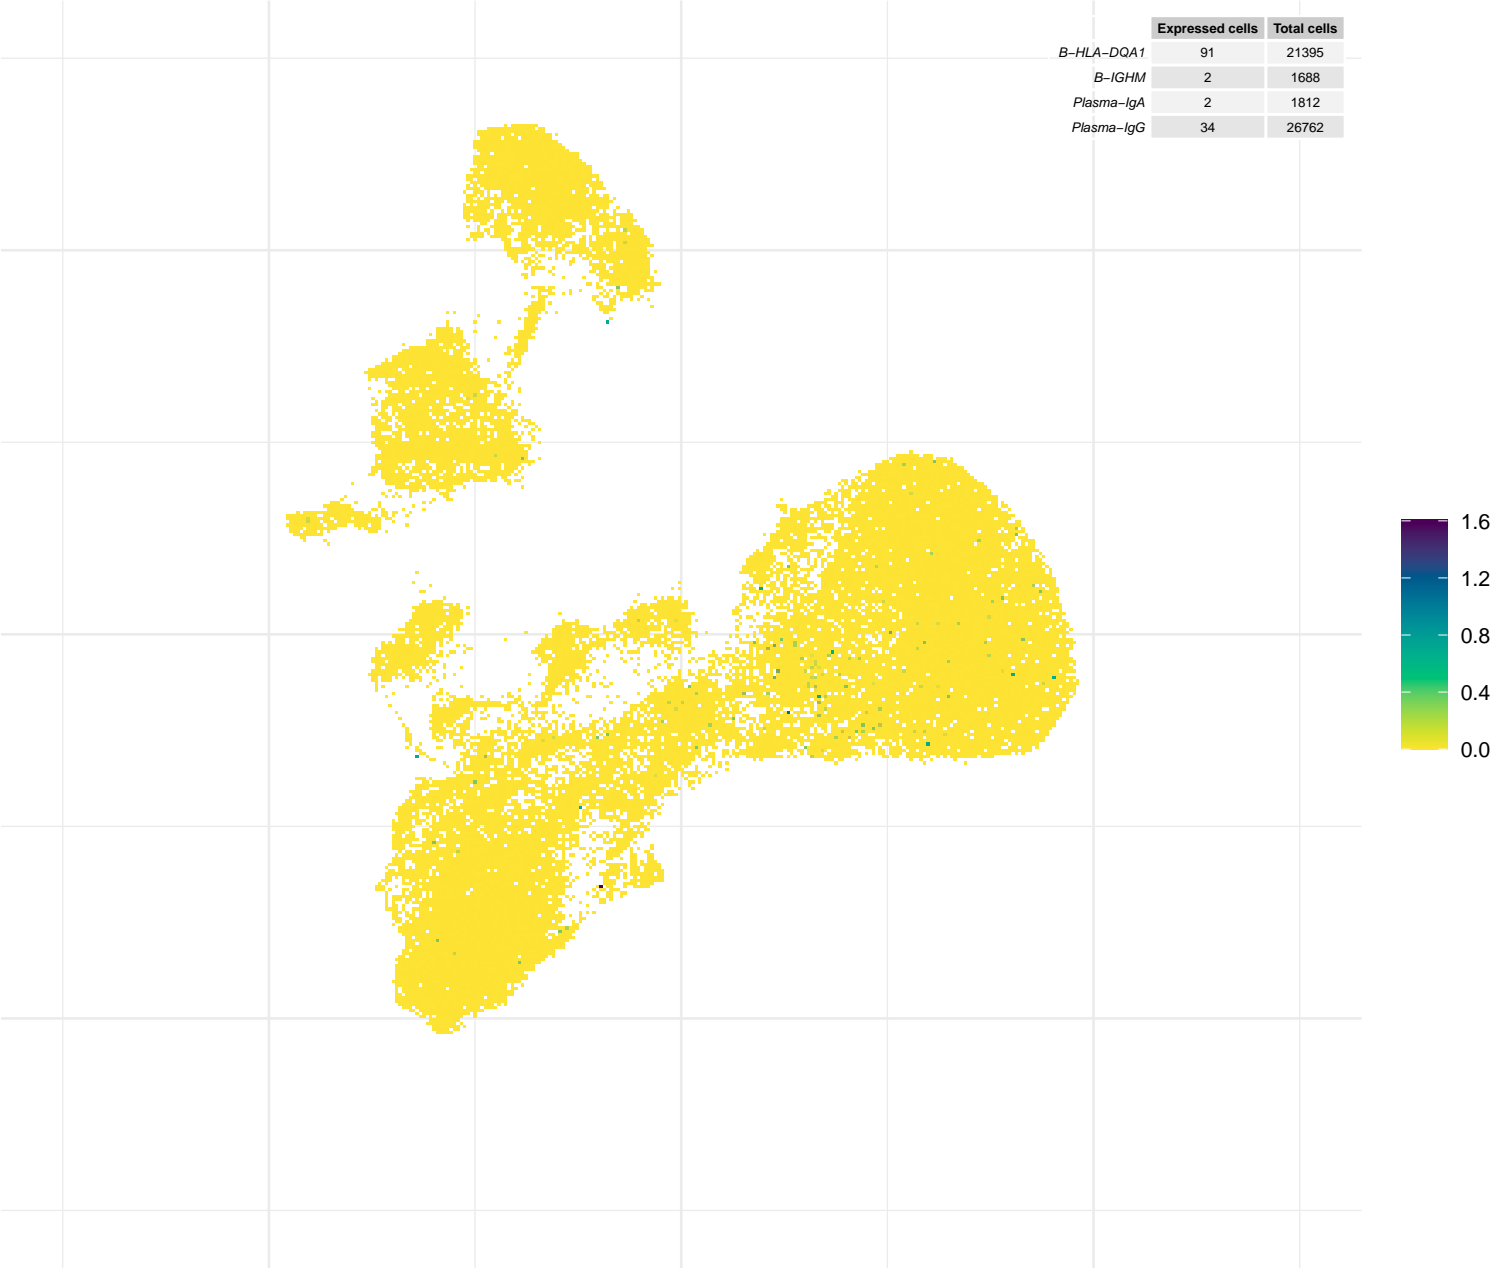 Expressed cells Total cells
B−HLA−DQA1 91 21395
B−IGHM 2 1688
Plasma−IgA 2 1812
Plasma−IgG 34 26762
1.6
1.2
0.8
0.4
0.0